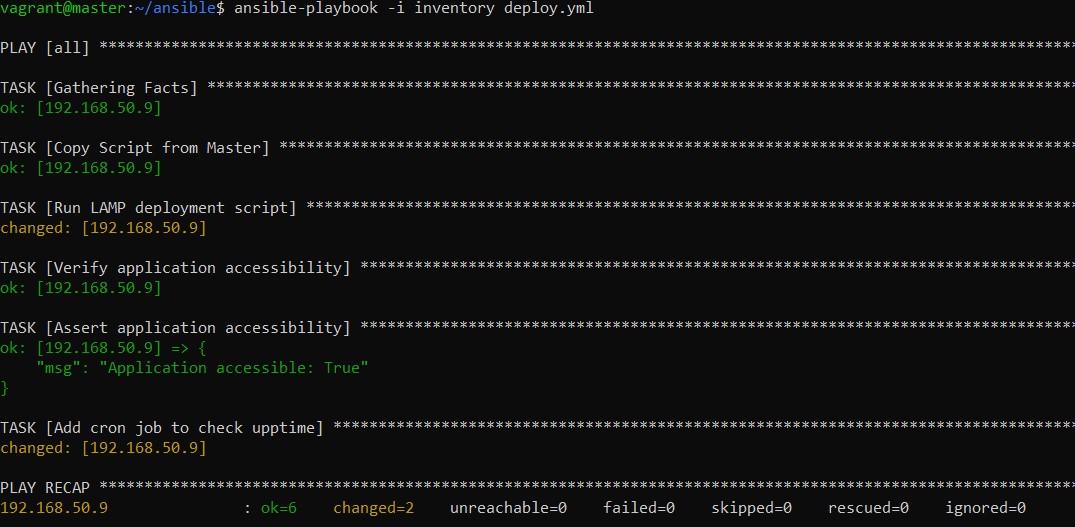 vagrant@master:~/ansible$ ansible-playbook -i inventory deploy.yml
PLAY [all] ****************************************************************************************************************
TASK [Gathering Facts] ****************************************************************************************************
ok: [192.168.50.9]
TASK [Copy Script from Master] ********************************************************************************************
ok: [192.168.50.9]
TASK [Run LAMP deployment script] *****************************************************************************************
changed: [192.168.50.9]
TASK [Verify application accessibility] ***********************************************************************************
ok: [192.168.50.9]
TASK [Assert application accessibility] ***********************************************************************************
ok: [192.168.50.9] => {
    "msg": "Application accessible: True"
}
TASK [Add cron job to check upptime] **************************************************************************************
changed: [192.168.50.9]
PLAY RECAP ****************************************************************************************************************
192.168.50.9               : ok=6    changed=2    unreachable=0    failed=0    skipped=0    rescued=0    ignored=0